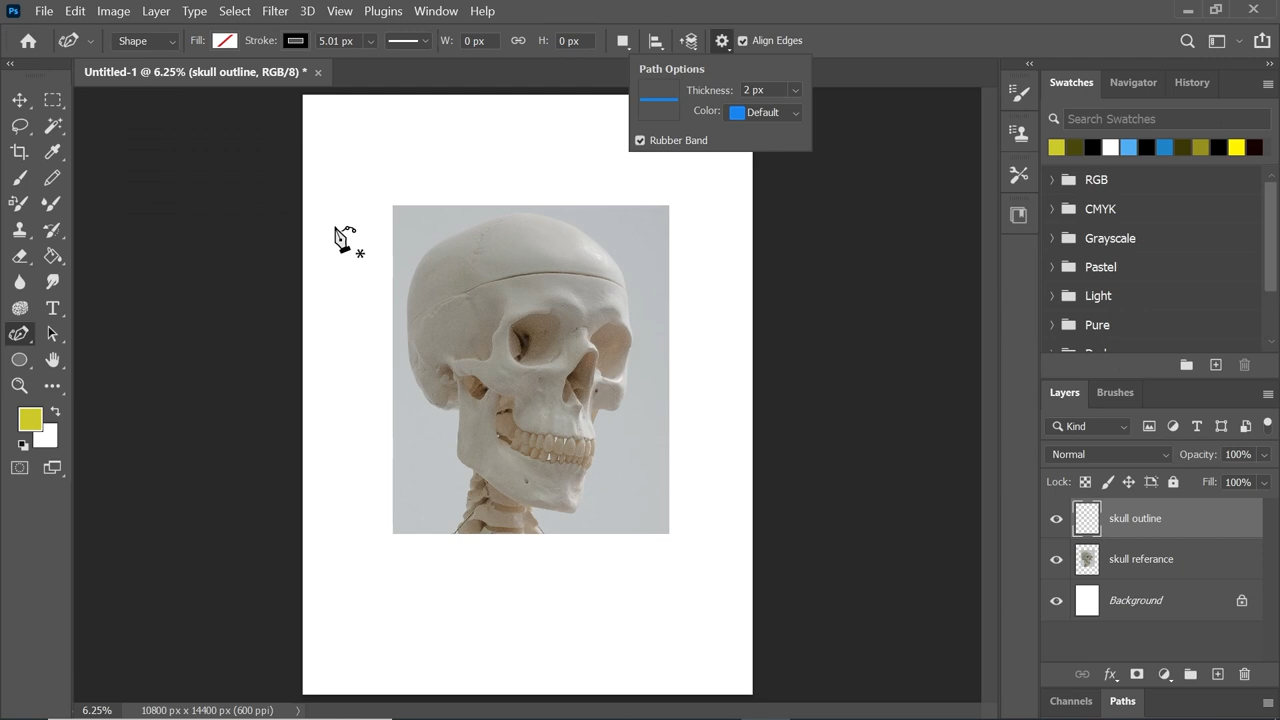 Ps File Edit Image Layer Type Select Filter 3D View Plugins Window Help
Shape Fill: Stroke: 5.01 px W: 0 px H: 0 px Align Edges
Untitled-1 @ 6.25% (skull outline, RGB/8) *
Path Options
Thickness: 2 px
Color: Default
Rubber Band
Swatches Navigator History
Search Swatches
RGB
CMYK
Grayscale
Pastel
Light
Pure
Layers Brushes
Kind
Normal Opacity: 100%
Lock: Fill: 100%
skull outline
skull referance
Background
Channels Paths
6.25% 10800 px x 14400 px (600 ppi)